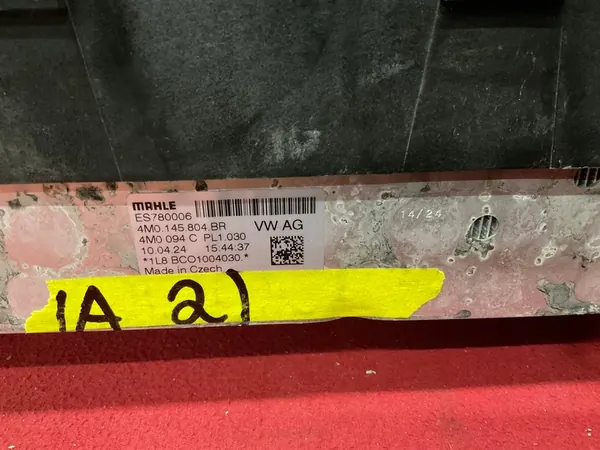 MAHLE
ES780006
4M0.145.804.BR VW AG
4M0 094 C PL1.030
10.04.24 15.44.37
*1L8 BCO1004030.*
Made in Czech
14/24
1A 2)